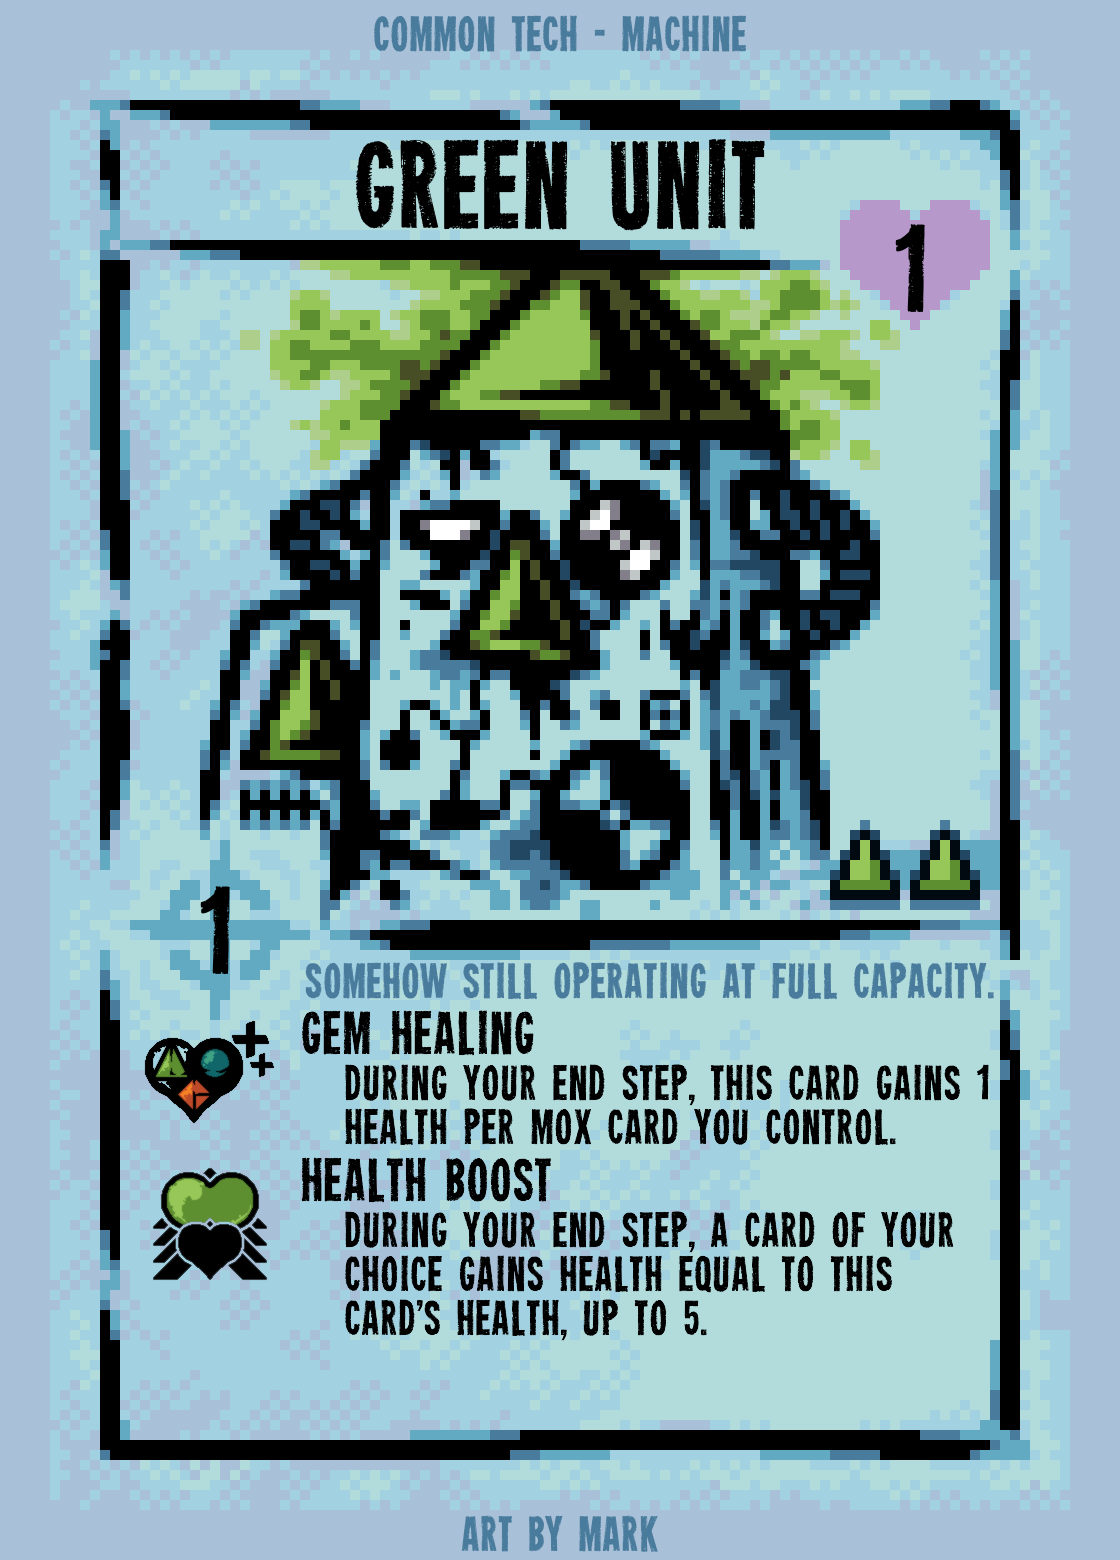 COMMON TECH - MACHINE
GREEN UNIT
1
1
SOMEHOW STILL OPERATING AT FULL CAPACITY.
GEM HEALING
DURING YOUR END STEP, THIS CARD GAINS 1
HEALTH PER MOX CARD YOU CONTROL.
HEALTH BOOST
DURING YOUR END STEP, A CARD OF YOUR
CHOICE GAINS HEALTH EQUAL TO THIS
CARD'S HEALTH, UP TO 5.
ART BY MARK